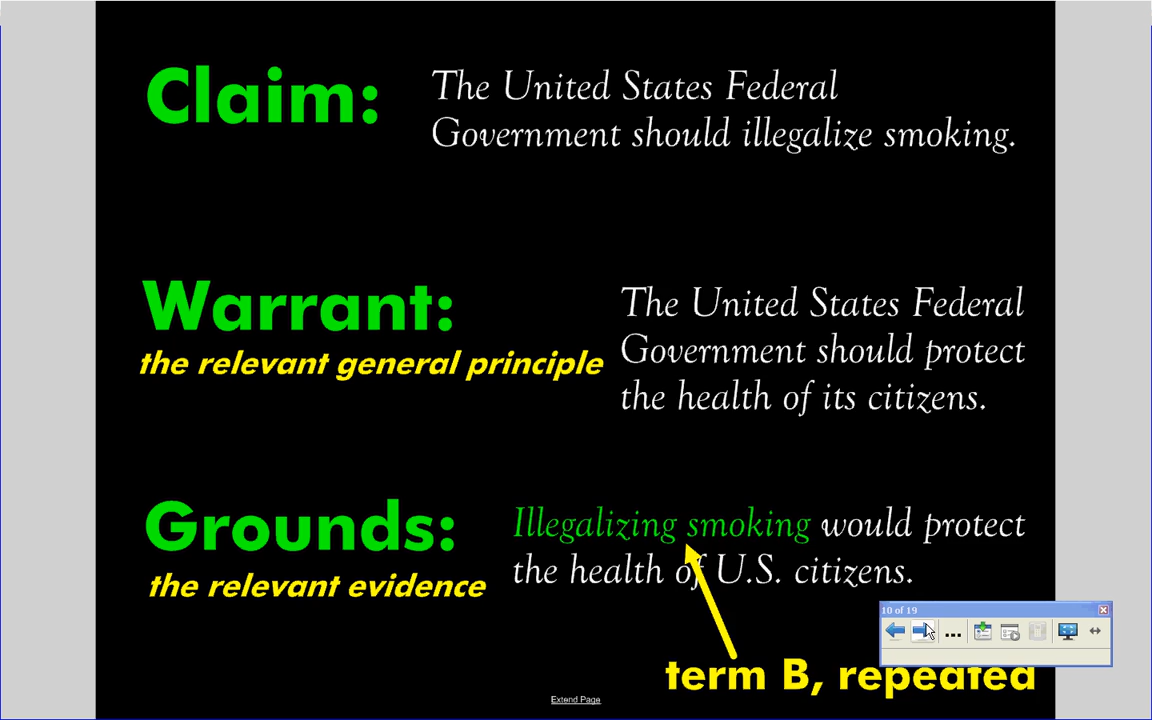 Claim:
The United States Federal
Government should illegalize smoking.
Warrant:
the relevant general principle
The United States Federal
Government should protect
the health of its citizens.
Grounds:
the relevant evidence
Illegalizing smoking would protect
the health of U.S. citizens.
10 of 19
term B, repeated
Extend Page